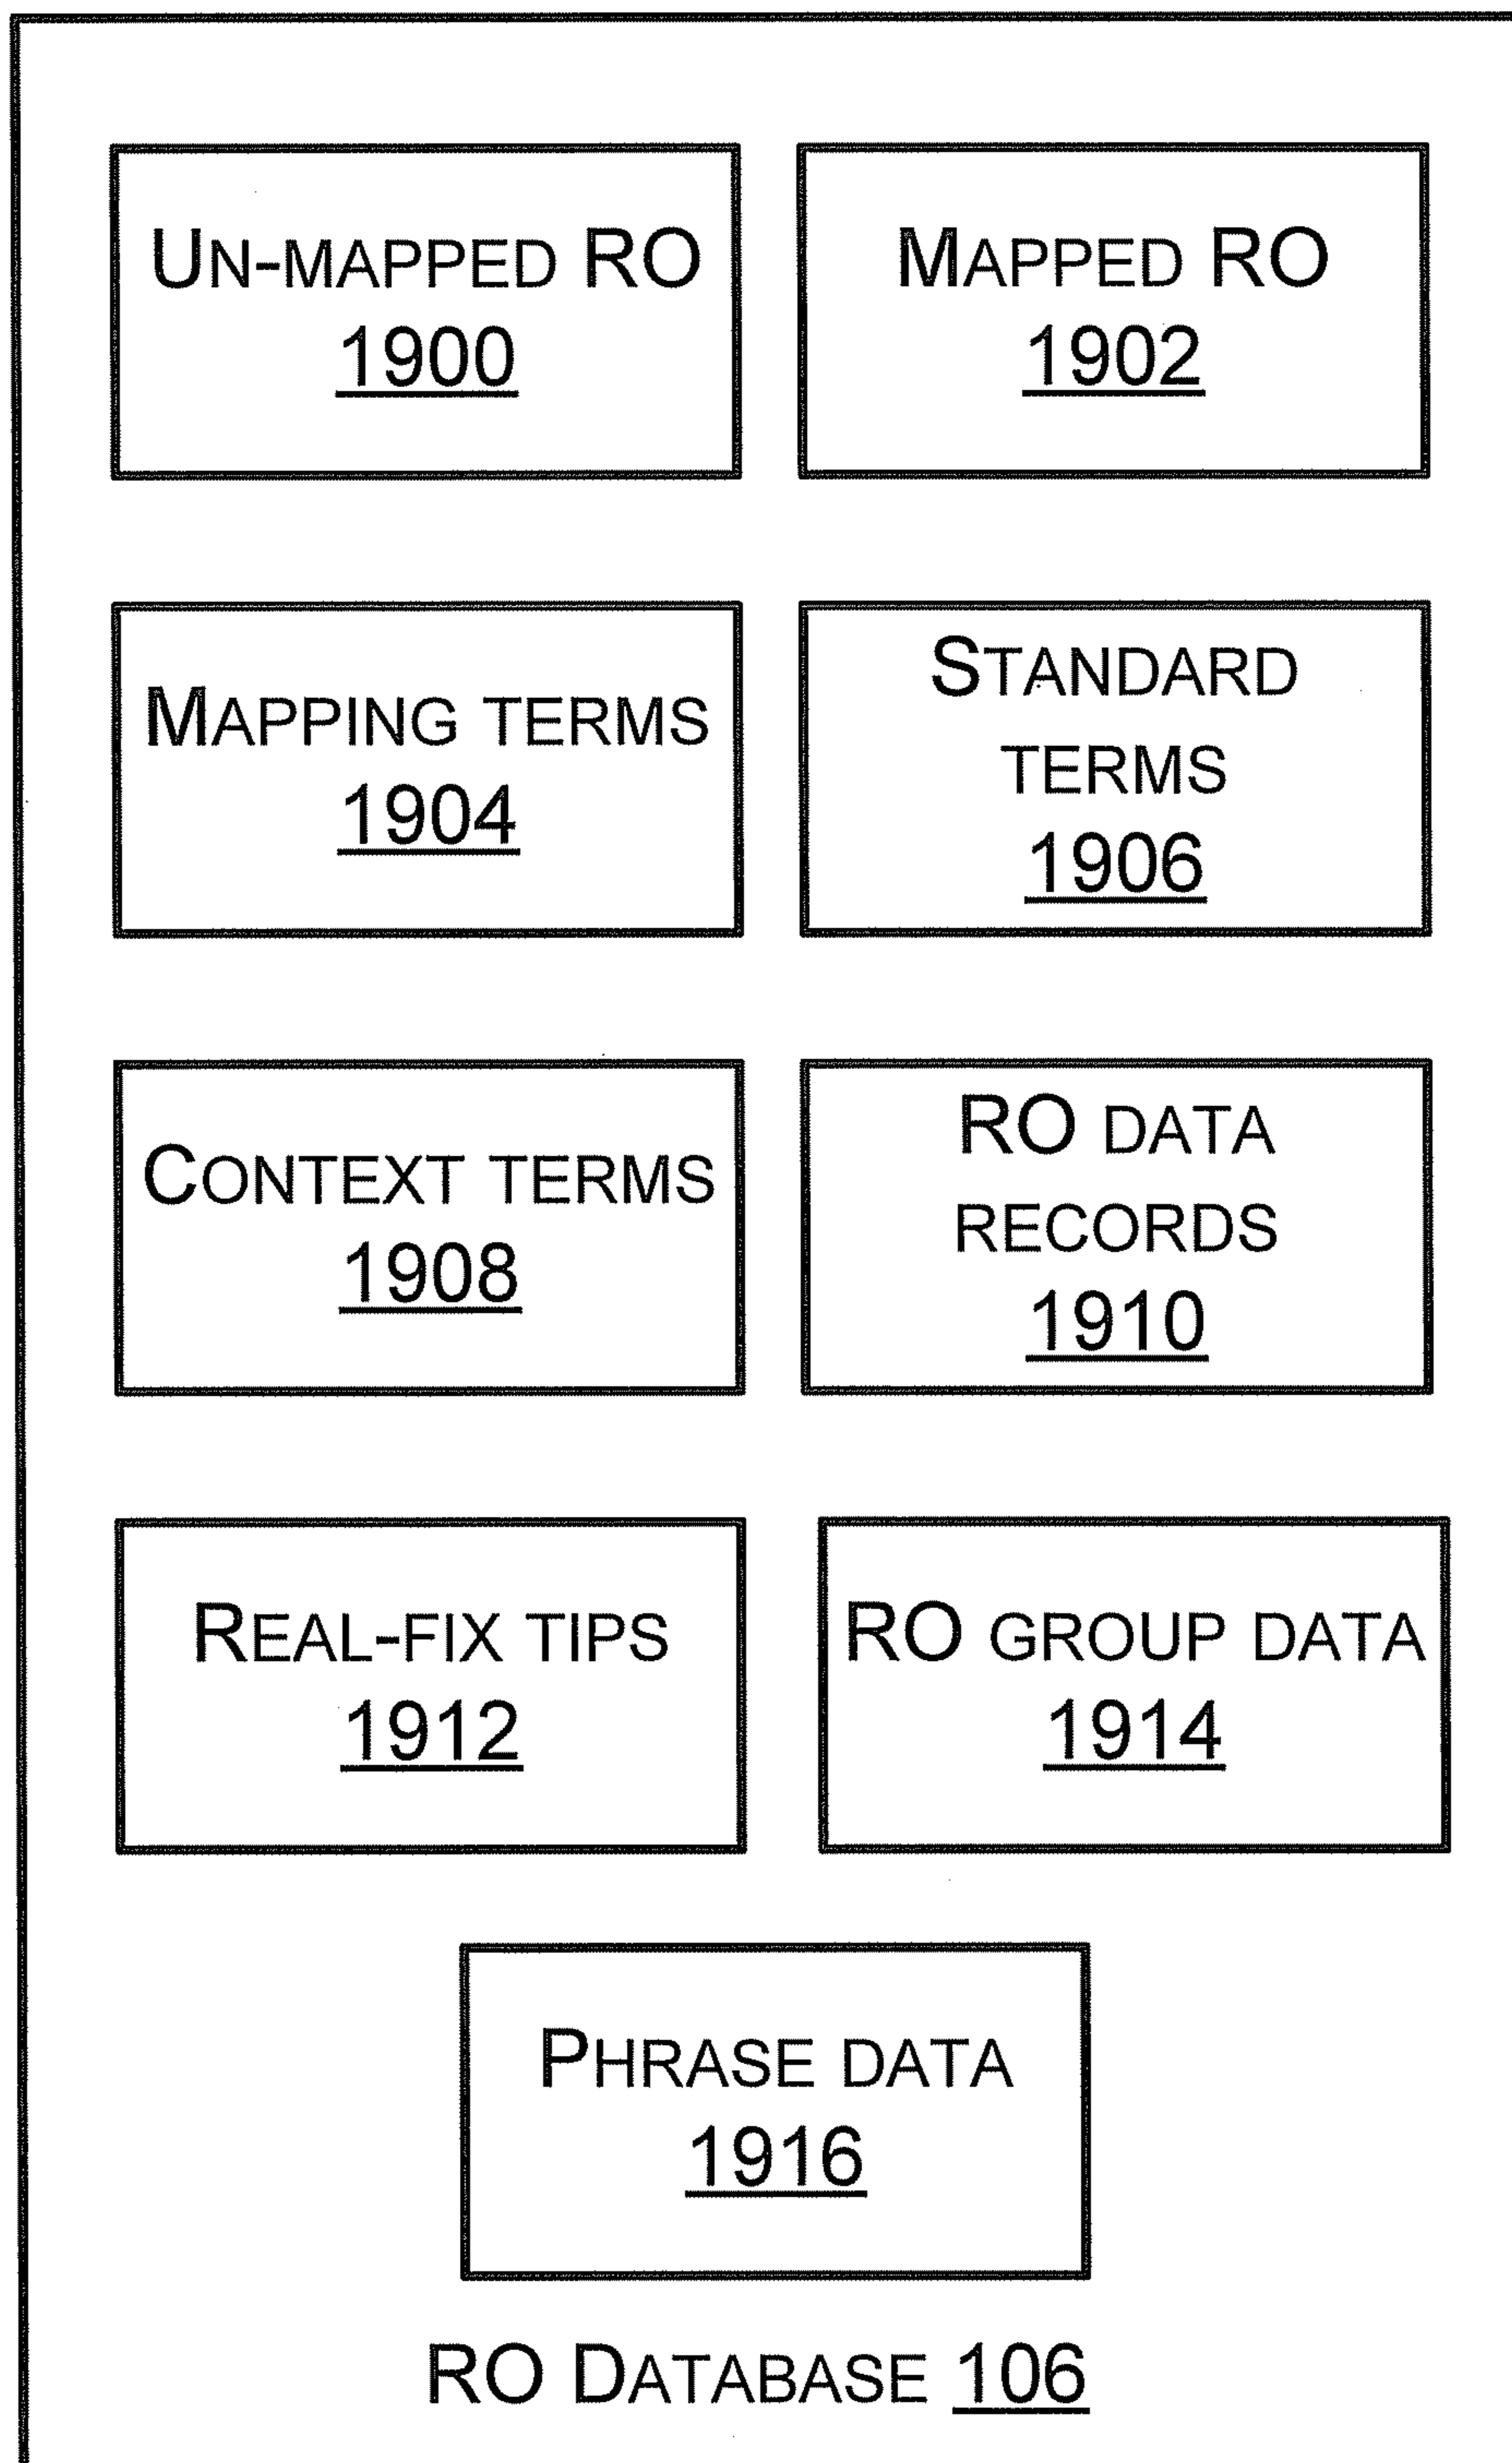 UN-MAPPED RO
1900
MAPPED RO
1902
MAPPING TERMS
1904
STANDARD
TERMS
1906
CONTEXT TERMS
1908
RO DATA
RECORDS
1910
REAL-FIX TIPS
1912
RO GROUP DATA
1914
PHRASE DATA
1916
RO DATABASE 106